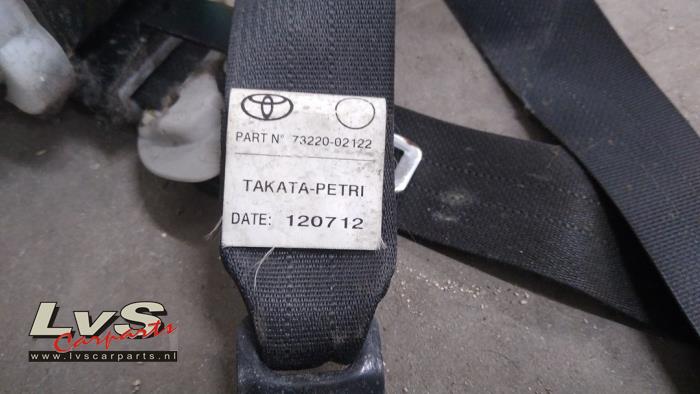 PART N° 73220-02122
TAKATA-PETRI
DATE: 120712
LvS
Carparts
www.lvscarparts.nl